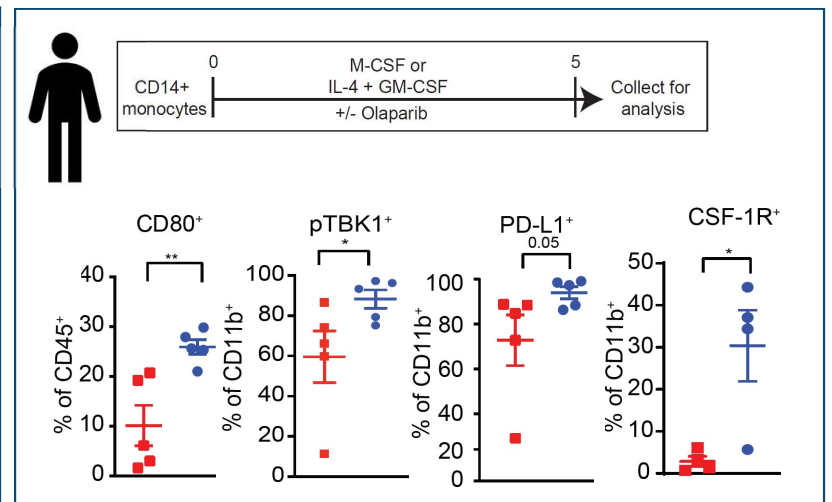 0 M-CSF or 5
CD14+ IL-4 + GM-CSF Collect for
monocytes +/- Olaparib analysis
CD80+ pTBK1+ PD-L1+ CSF-1R+
** * 0.05 *
% of CD45+
40
30
20
10
0
% of CD11b+
100
80
60
40
20
0
% of CD11b+
100
80
60
40
20
0
% of CD11b+
50
40
30
20
10
0